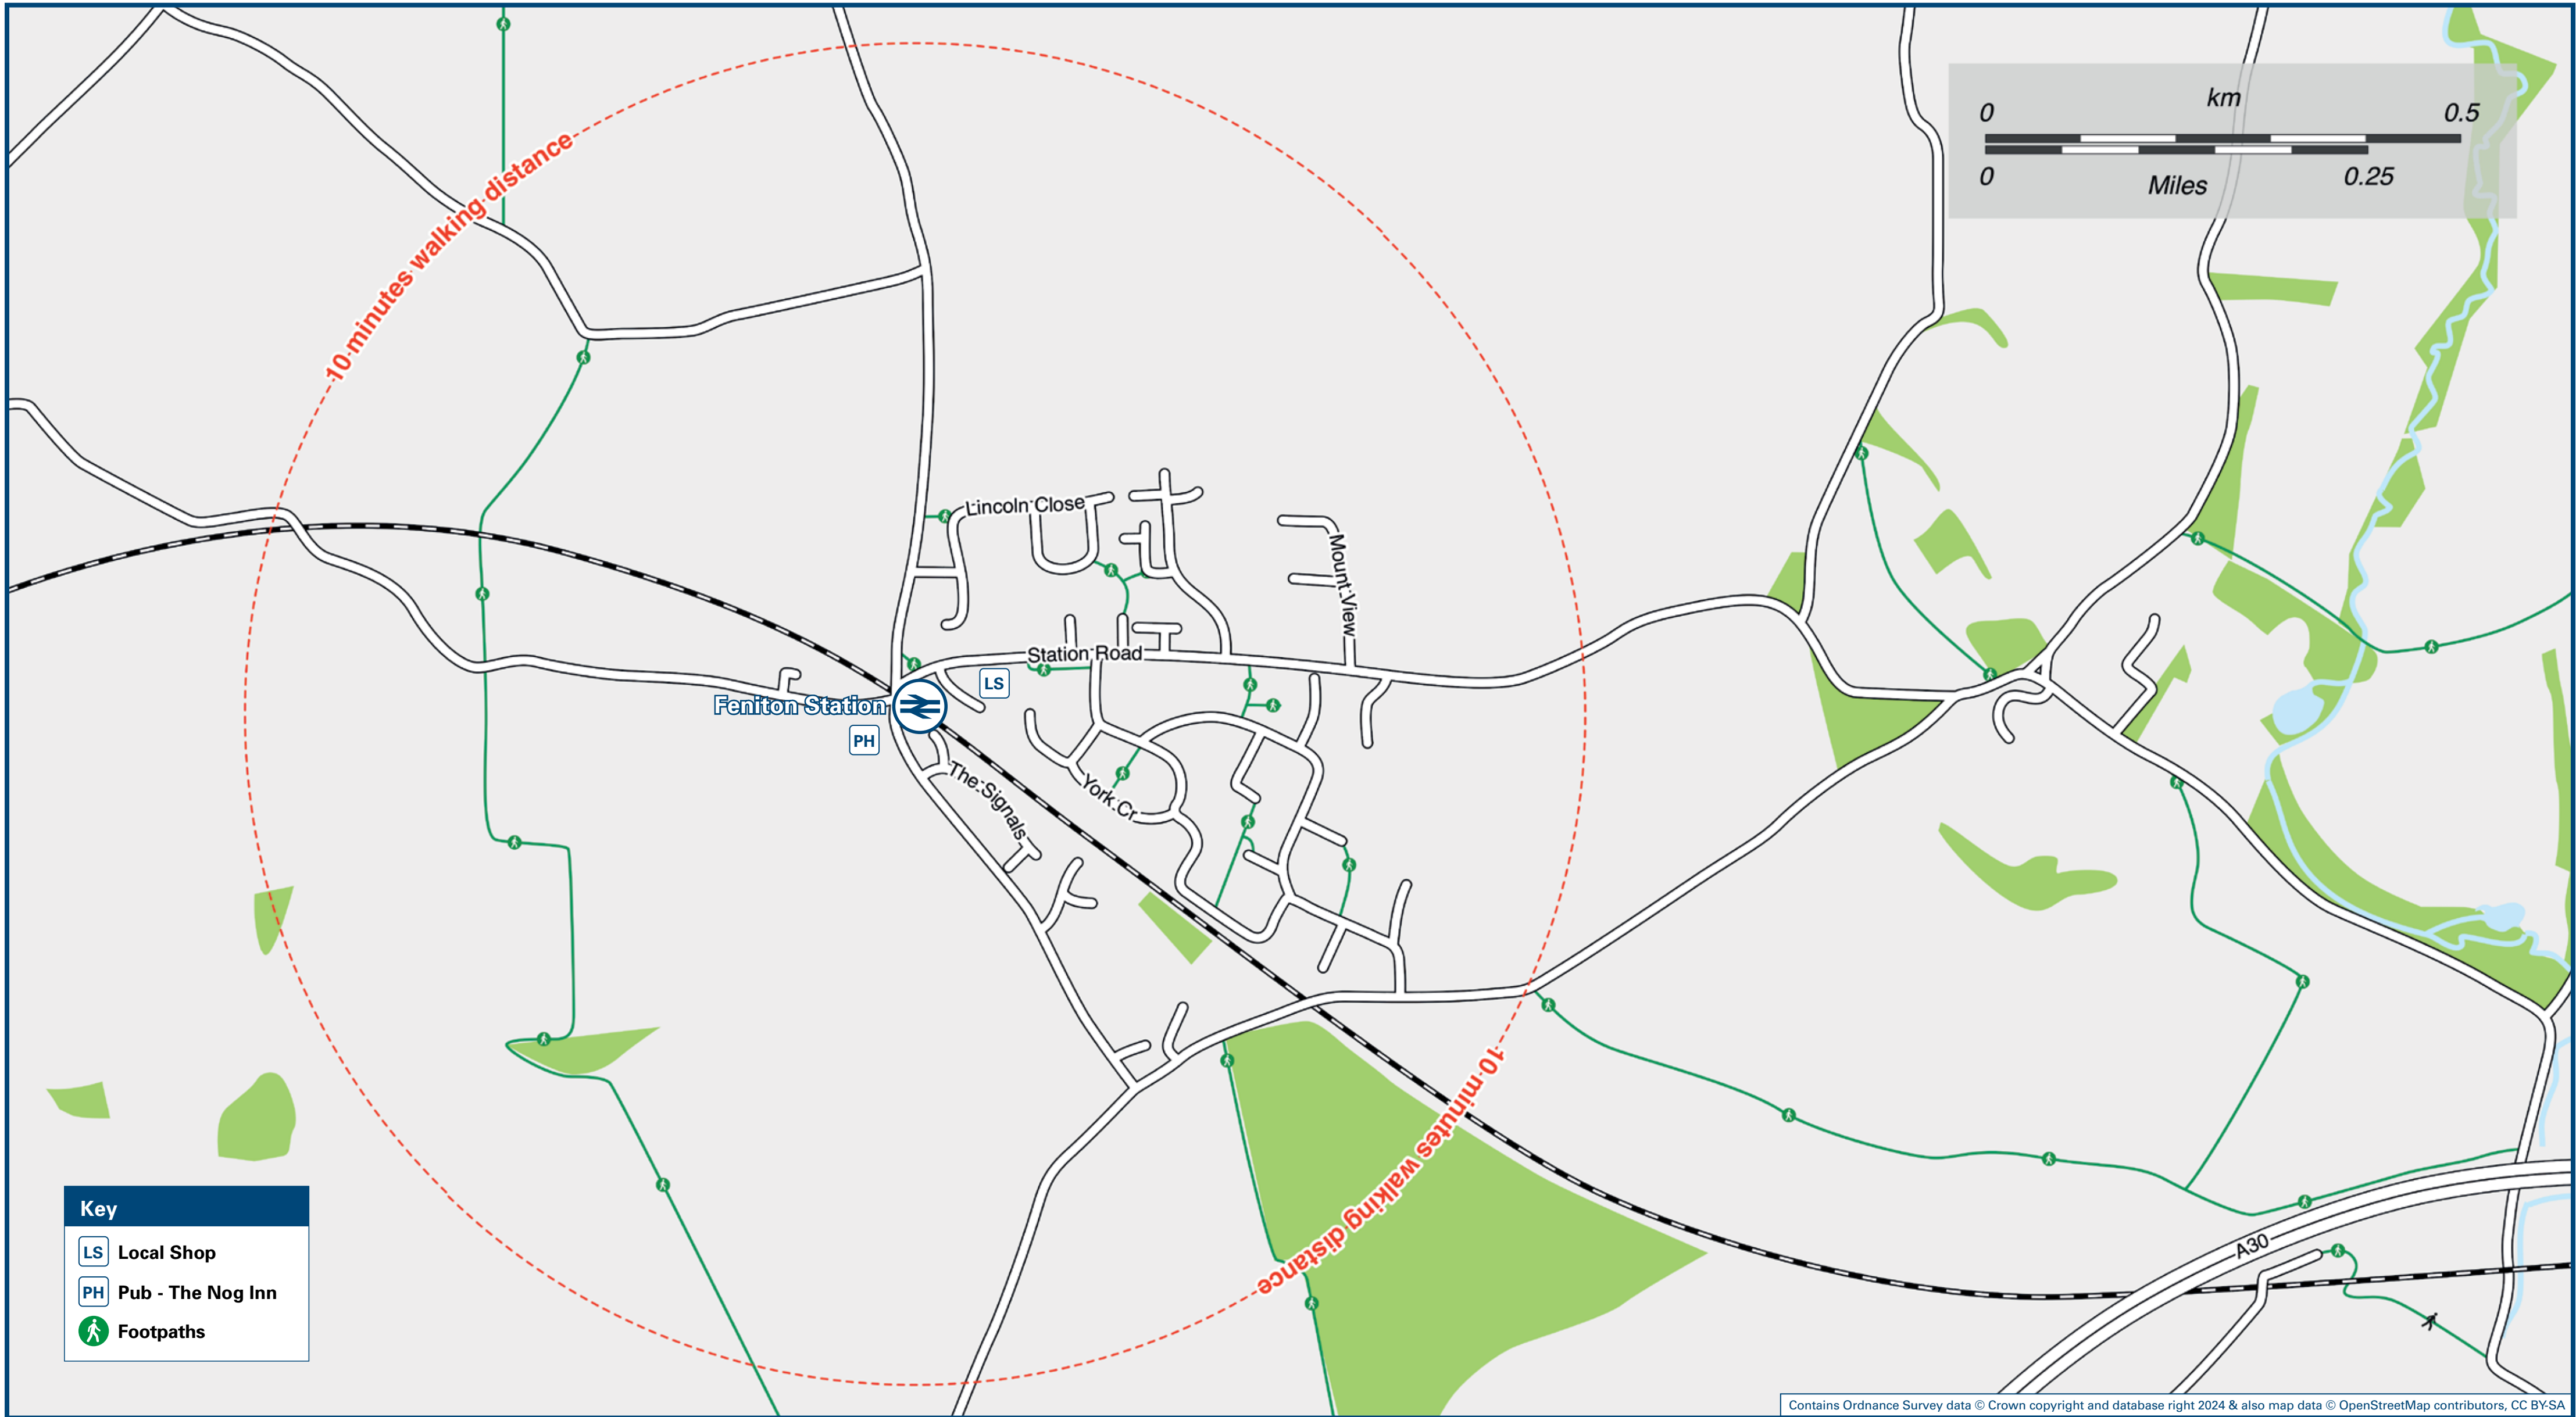 km
0 0.5
0 0.25
Miles
10 minutes walking distance
Lincoln Close
Mount View
Station Road
LS
Feniton Station
PH
The Signals
York Cr
10 minutes walking distance
A30
Key
LS Local Shop
PH Pub - The Nog Inn
Footpaths
Contains Ordnance Survey data © Crown copyright and database right 2024 & also map data © OpenStreetMap contributors, CC BY-SA